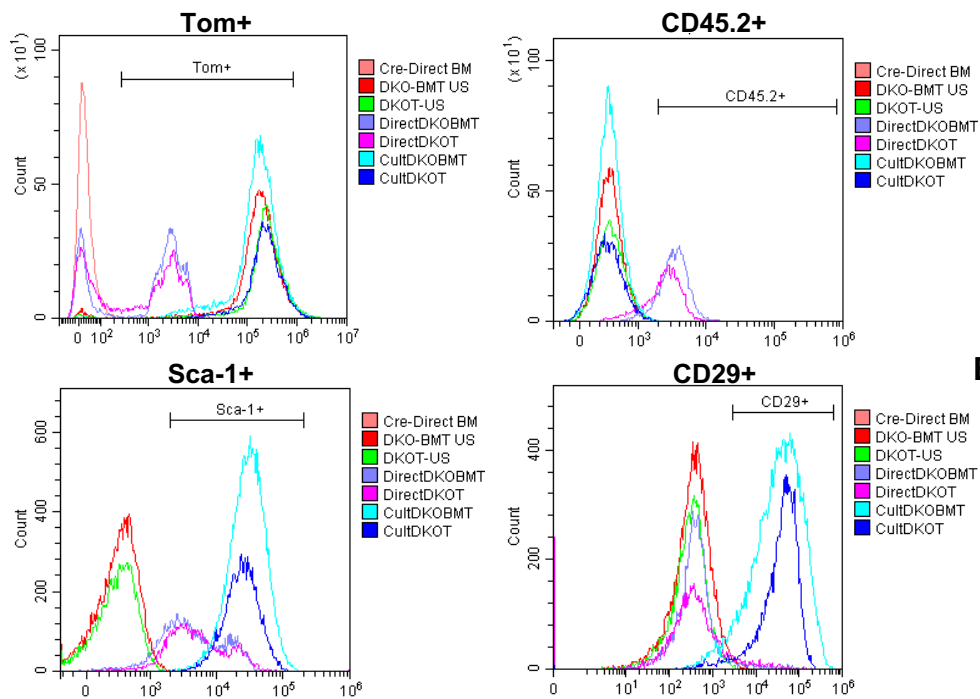 Tom+
(x 10¹)
100
50
0
Count
Tom+
0 10² 10³ 10⁴ 10⁵ 10⁶ 10⁷
Cre-Direct BM
DKO-BMT US
DKOT-US
DirectDKOBMT
DirectDKOT
CultDKOBMT
CultDKOT
CD45.2+
(x 10¹)
100
50
0
Count
CD45.2+
0 10³ 10⁴ 10⁵ 10⁶
Cre-Direct BM
DKO-BMT US
DKOT-US
DirectDKOBMT
DirectDKOT
CultDKOBMT
CultDKOT
Sca-1+
600
400
200
0
Count
Sca-1+
0 10³ 10⁴ 10⁵ 10⁶
Cre-Direct BM
DKO-BMT US
DKOT-US
DirectDKOBMT
DirectDKOT
CultDKOBMT
CultDKOT
CD29+
400
200
0
Count
CD29+
0 10¹ 10² 10³ 10⁴ 10⁵ 10⁶
Cre-Direct BM
DKO-BMT US
DKOT-US
DirectDKOBMT
DirectDKOT
CultDKOBMT
CultDKOT